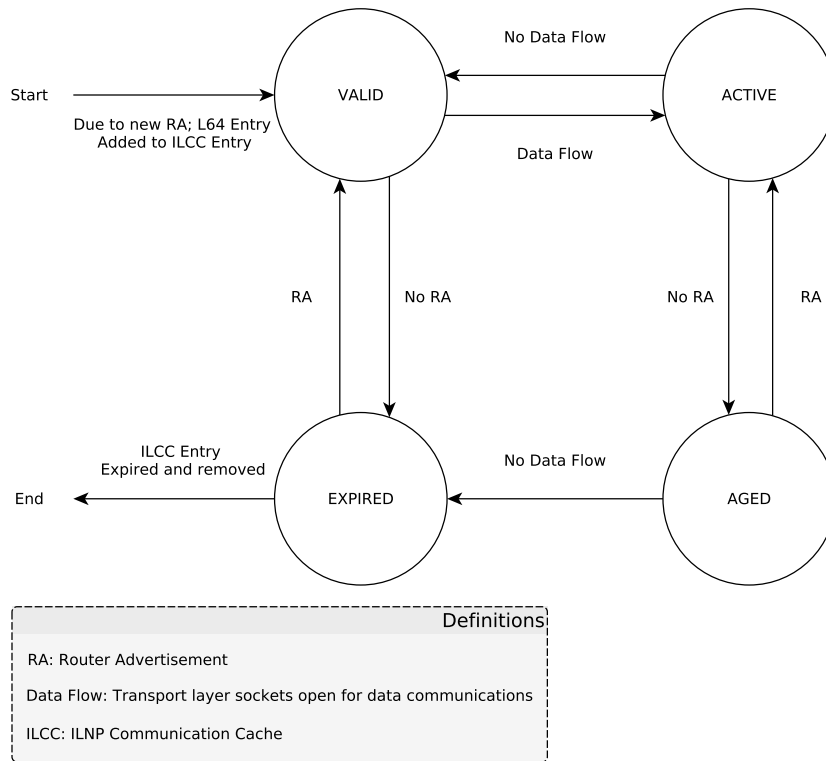 No Data Flow
Start
VALID
ACTIVE
Due to new RA; L64 Entry
Added to ILCC Entry
Data Flow
RA
No RA
No RA
RA
ILCC Entry
Expired and removed
No Data Flow
End
EXPIRED
AGED
Definitions
RA: Router Advertisement
Data Flow: Transport layer sockets open for data communications
ILCC: ILNP Communication Cache